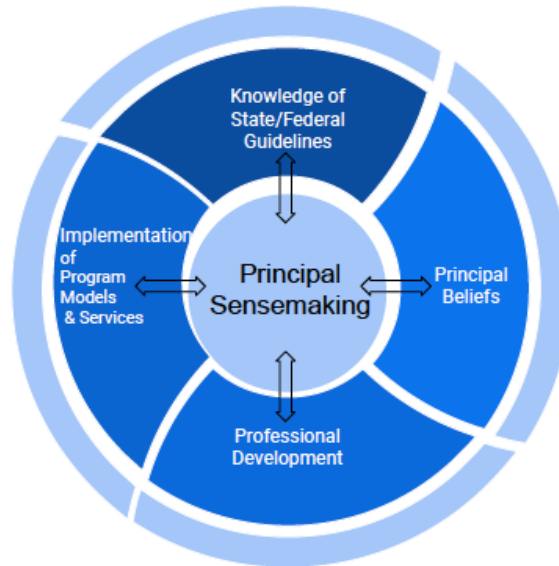 Knowledge of
State/Federal
Guidelines
Implementation
of
Program
Models
& Services
Principal
Sensemaking
Principal
Beliefs
Professional
Development